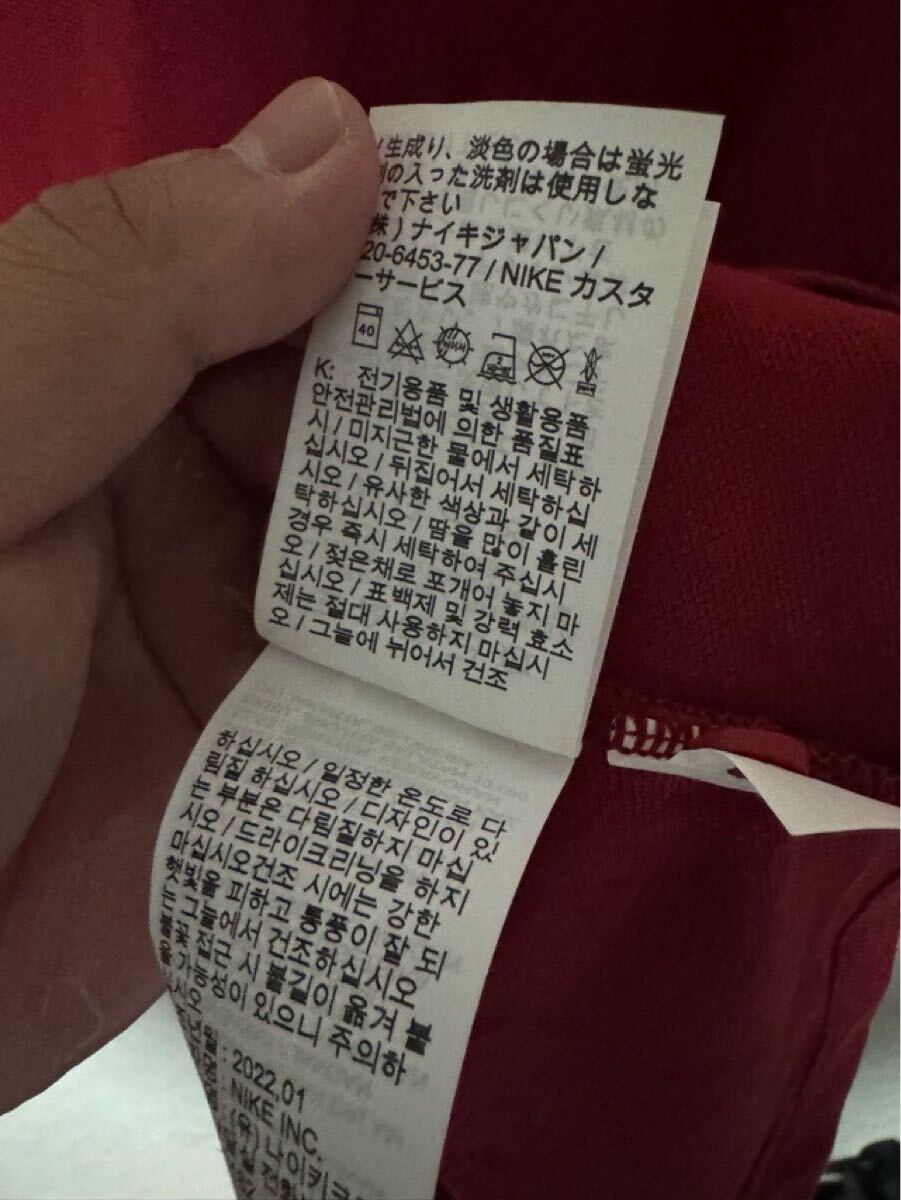 /生成り、淡色の場合は蛍光
の入った洗剤は使用しな
で下さい
株）ナイキジャパン /
20-6453-77 / NIKE カスタ
ーサービス
40
K: 전기용품 및 생활용품
안전관리법에 의한 품질표
시 / 미지근한 물에서 세탁하
십시오 / 뒤집어서 세탁하십
시오 / 유사한 색상과 같이 세
탁하십시오 / 땀을 많이 흘린
경우 즉시 세탁하여 주십시
오 / 젖은채로 포개어 놓지 마
십시오 / 표백제 및 강력 효소
제는 절대 사용하지 마십시
오 / 그늘에 뉘어서 건조
하십시오 / 일정한 온도로 다
림질 하십시오 / 디자인이 있
는 부분은 다림질하지 마십
시오 / 드라이크리닝을 하지
마십시오건조 시에는 강한
햇빛을 피하고 통풍이 잘 되
는 그늘에서 건조하십시오
불꽃 접근 시 불길이 옮겨 붙
을 가능성이 있으니 주의하
십시오
: 2022.01
: NIKE INC.
: (유) 나이키코